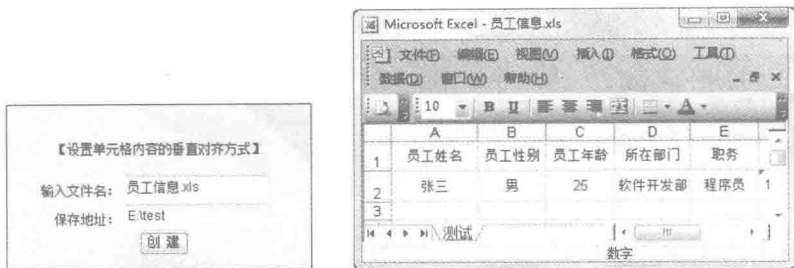 【设置单元格内容的垂直对齐方式】
输入文件名： 员工信息.xls
保存地址： E:\test
创 建
Microsoft Excel - 员工信息.xls
文件(F) 编辑(E) 视图(V) 插入(I) 格式(O) 工具(T)
数据(D) 窗口(W) 帮助(H)
10 B U A
A B C D E
1 员工姓名 员工性别 员工年龄 所在部门 职务
2 张三 男 25 软件开发部 程序员 1
3
测试
数字